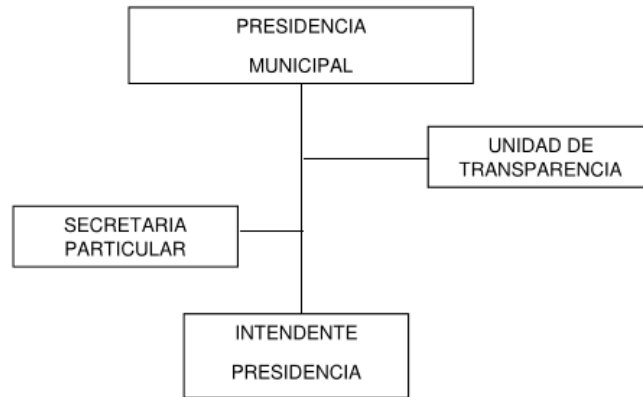 PRESIDENCIA
MUNICIPAL
UNIDAD DE
TRANSPARENCIA
SECRETARIA
PARTICULAR
INTENDENTE
PRESIDENCIA